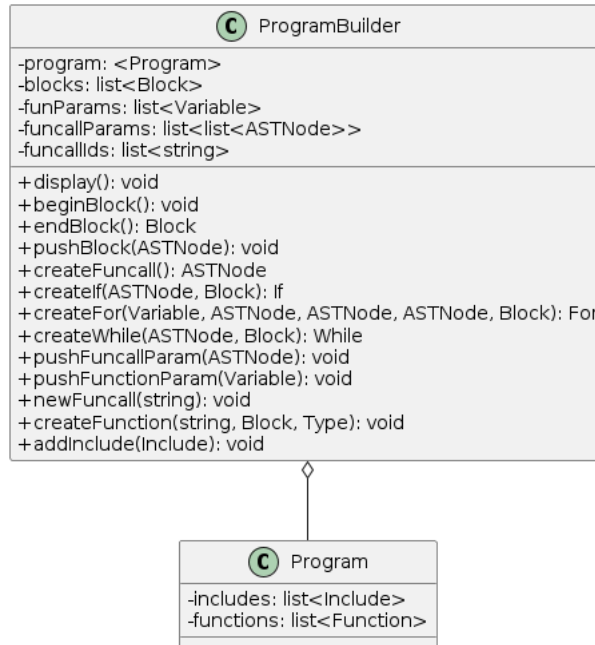 C ProgramBuilder
-program: <Program>
-blocks: list<Block>
-funParams: list<Variable>
-funcallParams: list<list<ASTNode>>
-funcallIds: list<string>
+display(): void
+beginBlock(): void
+endBlock(): Block
+pushBlock(ASTNode): void
+createFuncall(): ASTNode
+createIf(ASTNode, Block): If
+createFor(Variable, ASTNode, ASTNode, ASTNode, Block): For
+createWhile(ASTNode, Block): While
+pushFuncallParam(ASTNode): void
+pushFunctionParam(Variable): void
+newFuncall(string): void
+createFunction(string, Block, Type): void
+addInclude(Include): void
C Program
-includes: list<Include>
-functions: list<Function>